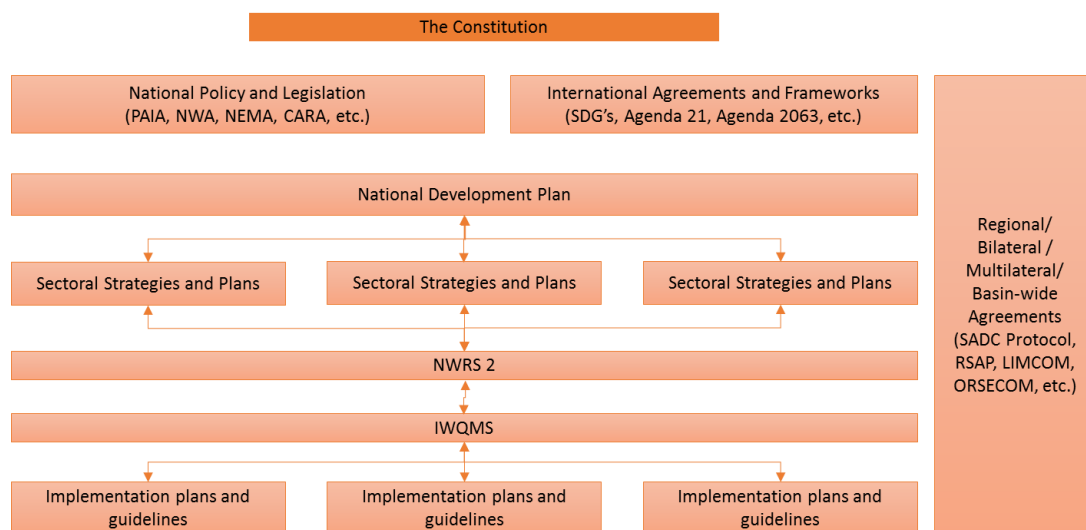 The Constitution
National Policy and Legislation
(PAIA, NWA, NEMA, CARA, etc.)
International Agreements and Frameworks
(SDG's, Agenda 21, Agenda 2063, etc.)
National Development Plan
Sectoral Strategies and Plans
Sectoral Strategies and Plans
Sectoral Strategies and Plans
NWRS 2
IWQMS
Implementation plans and
guidelines
Implementation plans and
guidelines
Implementation plans and
guidelines
Regional/
Bilateral /
Multilateral/
Basin-wide
Agreements
(SADC Protocol,
RSAP, LIMCOM,
ORSECOM, etc.)